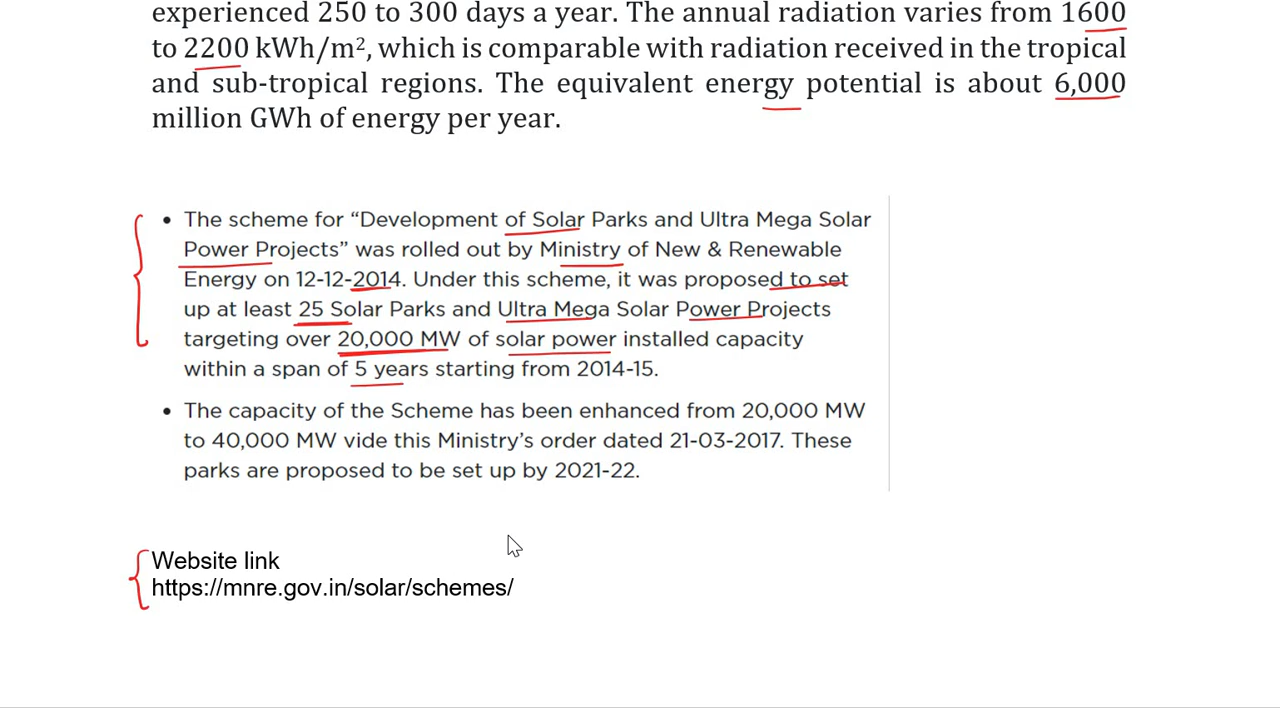 experienced 250 to 300 days a year. The annual radiation varies from 1600
to 2200 kWh/m², which is comparable with radiation received in the tropical
and sub-tropical regions. The equivalent energy potential is about 6,000
million GWh of energy per year.
• The scheme for “Development of Solar Parks and Ultra Mega Solar
Power Projects” was rolled out by Ministry of New & Renewable
Energy on 12-12-2014. Under this scheme, it was proposed to set
up at least 25 Solar Parks and Ultra Mega Solar Power Projects
targeting over 20,000 MW of solar power installed capacity
within a span of 5 years starting from 2014-15.
• The capacity of the Scheme has been enhanced from 20,000 MW
to 40,000 MW vide this Ministry’s order dated 21-03-2017. These
parks are proposed to be set up by 2021-22.
Website link
https://mnre.gov.in/solar/schemes/